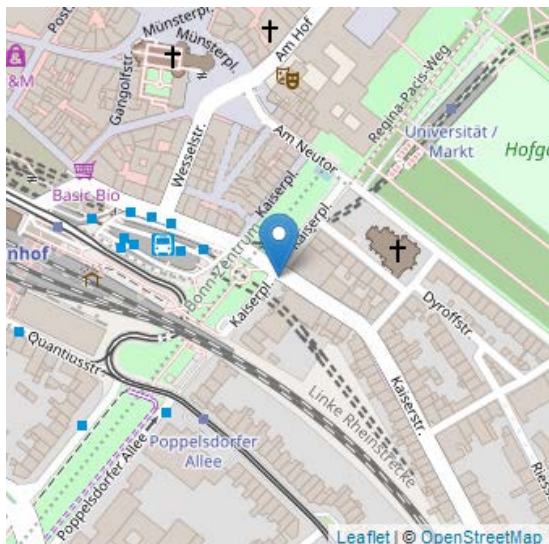 Post
Münsterpl.
Münsterpl.
Gangolfstr.
&M
Am Hof
Regina-Pacis-Weg
Universität /
Markt
Hofg
Am Neutor
Wesselstr.
Basic Bio
Kaiserpl.
Kaiserpl.
Bonn-Zentrum
nhof
Kaiserpl.
Dyroffstr.
Quantiusstr.
Linke Rheinstrecke
Kaiserstr.
Poppelsdorfer
Allee
Poppelsdorfer Allee
Ries
Leaflet | © OpenStreetMap